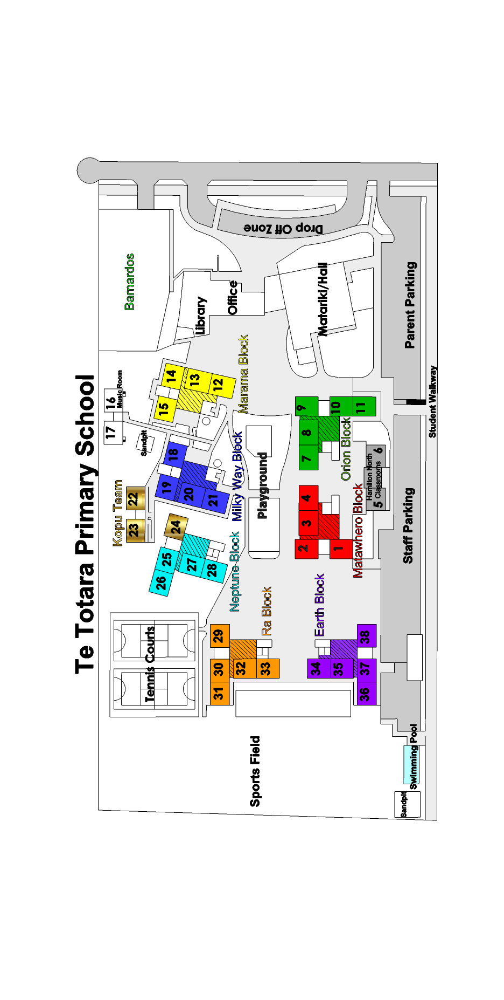 Te Totara Primary School
Barnardos
Drop Off Zone
Library
Office
Matariki/Hall
Parent Parking
Student Walkway
16
Music Room
17
Sandpit
14
13
12
15
Marama Block
18
19
20
21
Milky Way Block
Playground
9
10
11
8
7
Orion Block
6
Hamilton North
Classrooms
5
4
3
2
1
Matawhero Block
Staff Parking
Kopu Team
22
23
24
25
26
27
28
Neptune Block
Tennis Courts
Ra Block
29
30
31
32
33
Earth Block
34
35
38
37
36
Sports Field
Swimming Pool
Sandpit